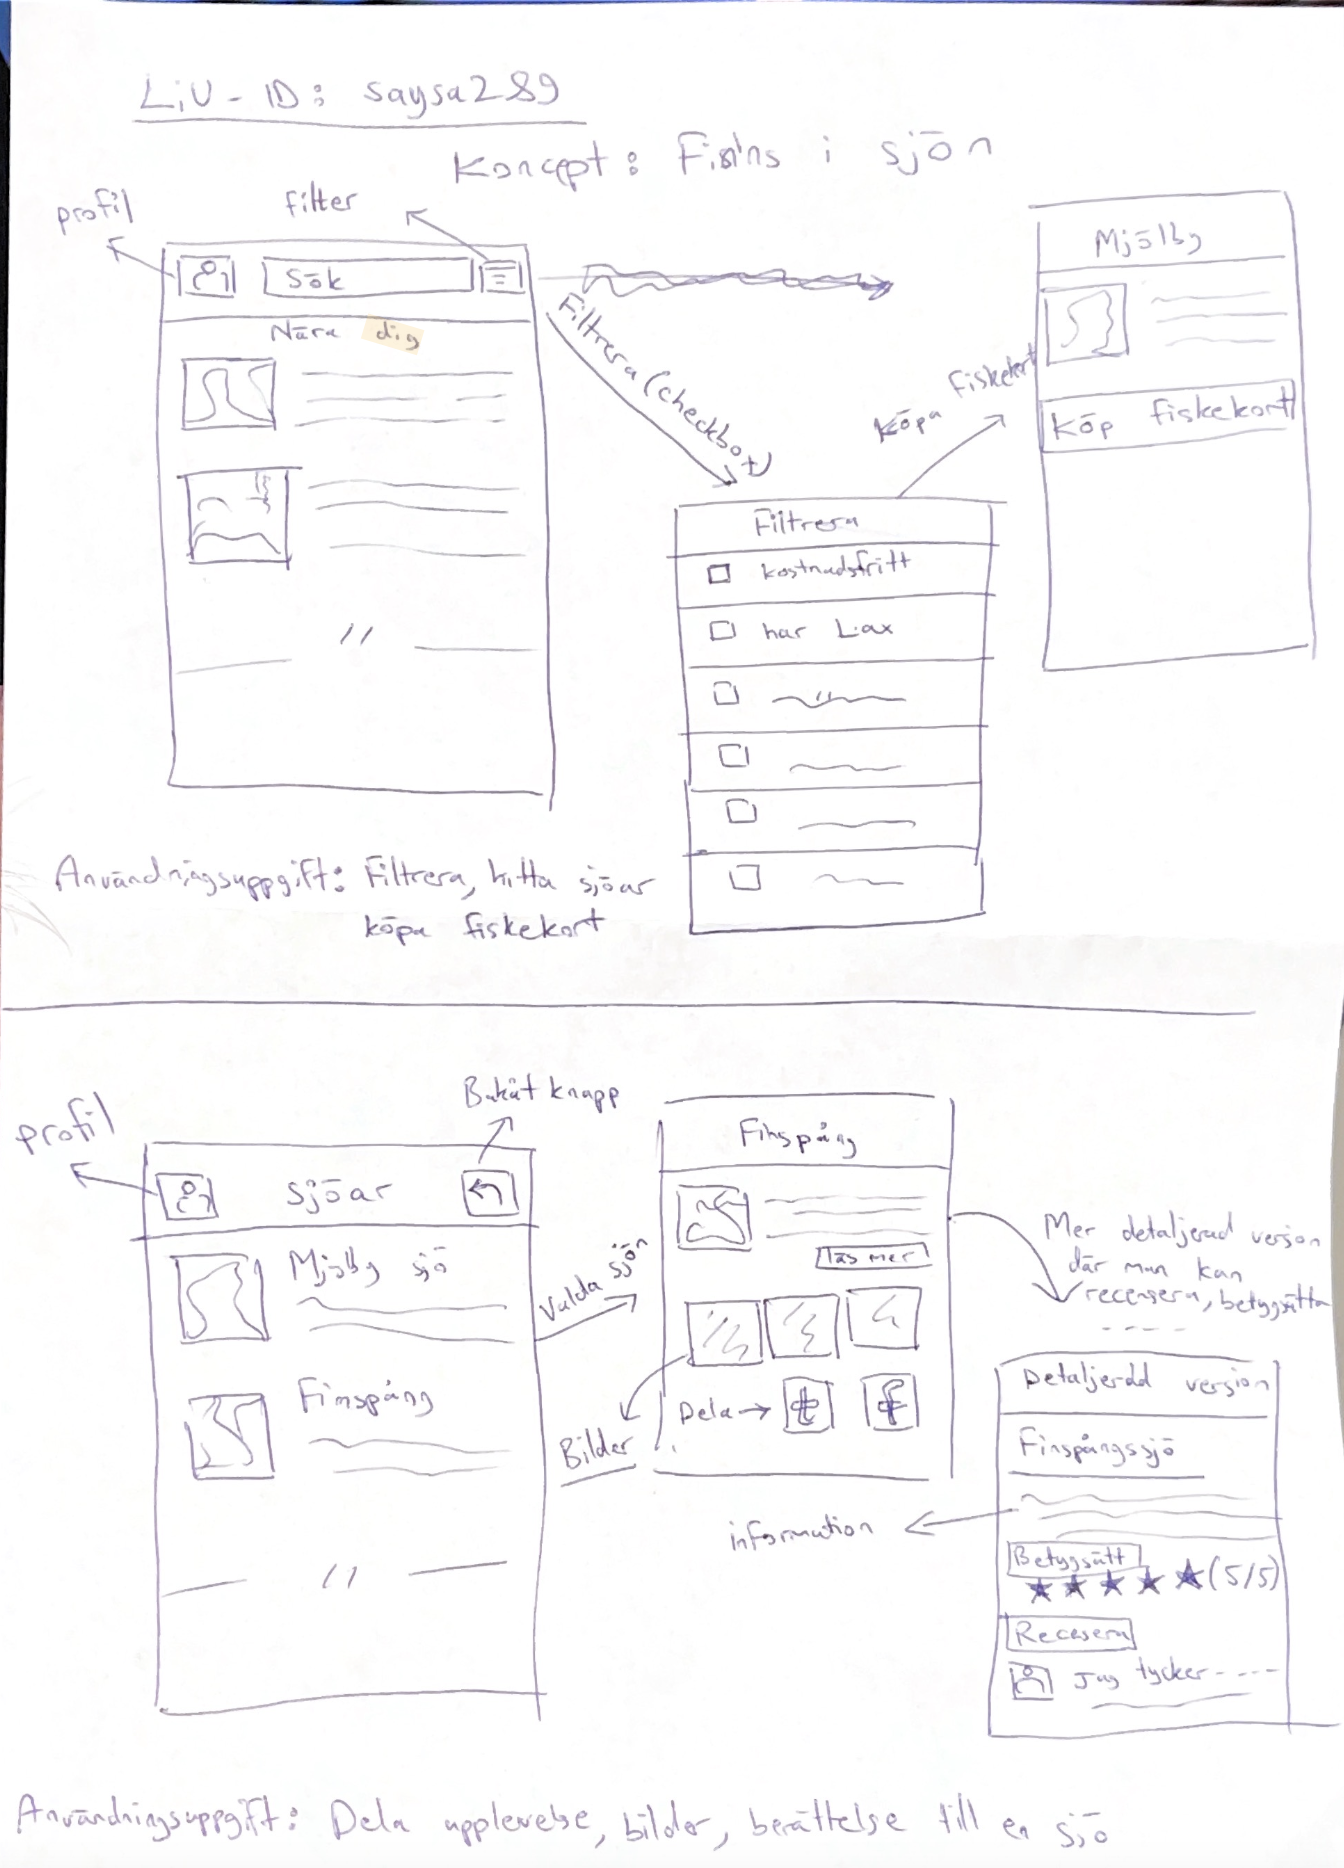 LiU-ID: saysa289
Koncept: Finns i sjön
profil
filter
Sök
Nära dig
Filtrera (checkbox)
Filtrera
kostnadsfritt
har Lax
Köpa fiskekort
Mjölby
Köp fiskekort
Användningsuppgift: Filtrera, hitta sjöar
köpa fiskekort
profil
Bakåt knapp
Sjöar
Mjölby sjö
Finspång
Valda sjön
Finspång
läs mer
Bilder
Dela → t f
Mer detaljerad version
där man kan
recensera, betygsätta
----
Detaljerad version
Finspångssjö
information
Betygsätt
★ ★ ★ ★ ★ (5/5)
Recesera
Jag tycker ----
Användningsuppgift: Dela upplevelse, bilder, berättelse till en sjö